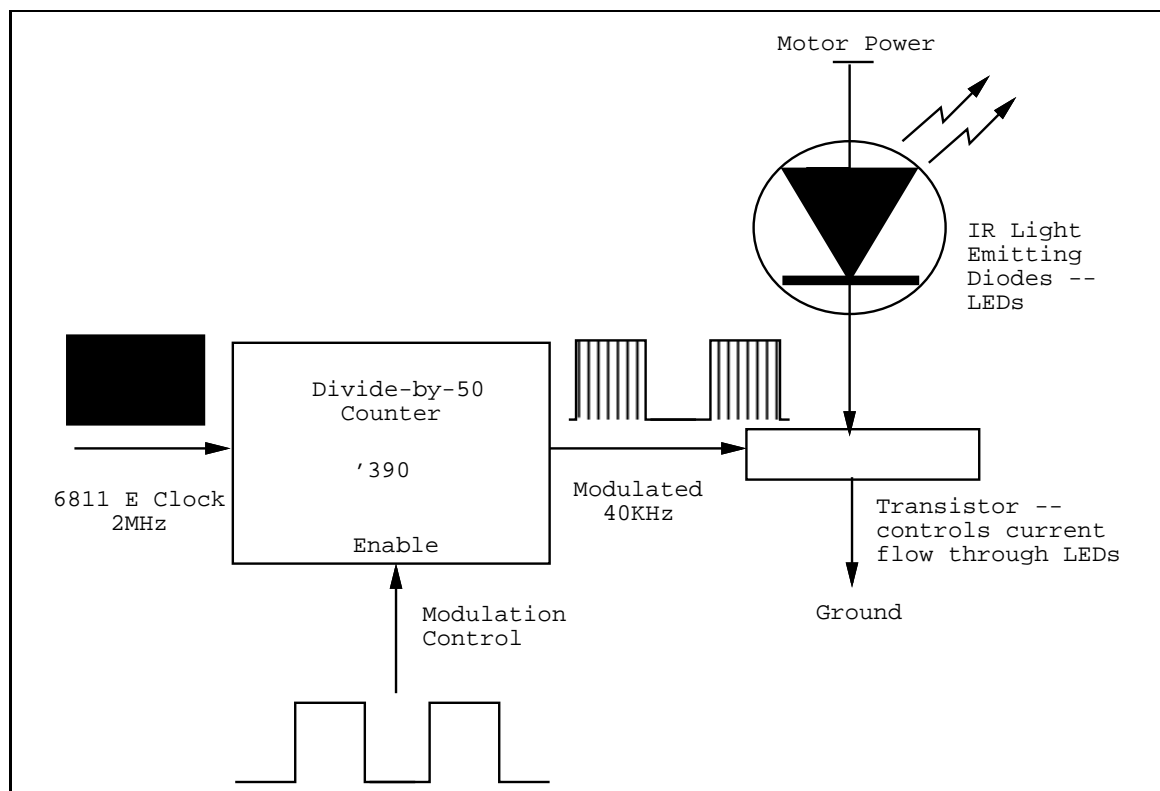 Motor Power
IR Light
Emitting
Diodes --
LEDs
Divide-by-50
Counter
'390
Enable
6811 E Clock
2MHz
Modulated
40KHz
Transistor --
controls current
flow through LEDs
Ground
Modulation
Control